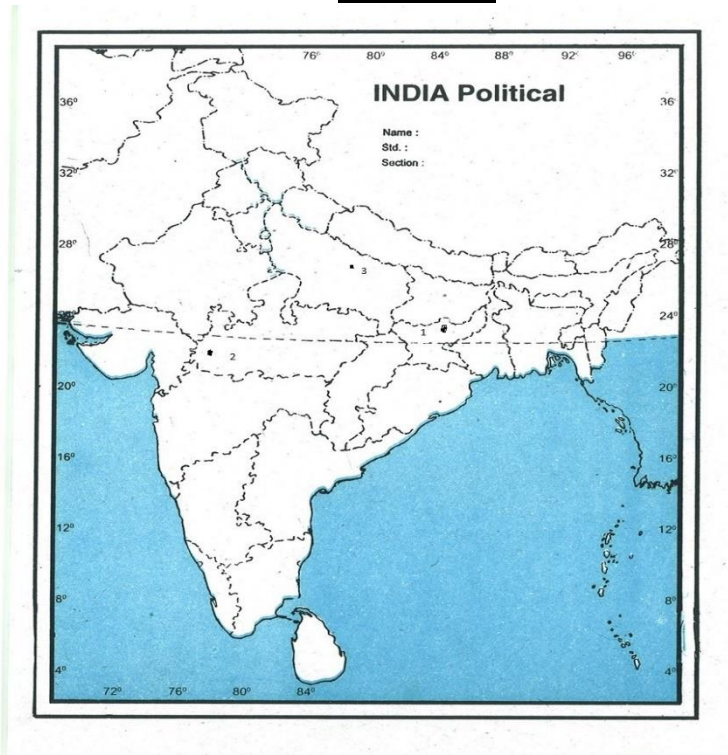 76° 80° 84° 88° 92° 96°
INDIA Political
36° 36°
Name :
Std. :
Section :
32° 32°
28° 28°
3
24° 24°
1
2
20° 20°
16° 16°
12° 12°
8° 8°
4° 4°
72° 76° 80° 84°